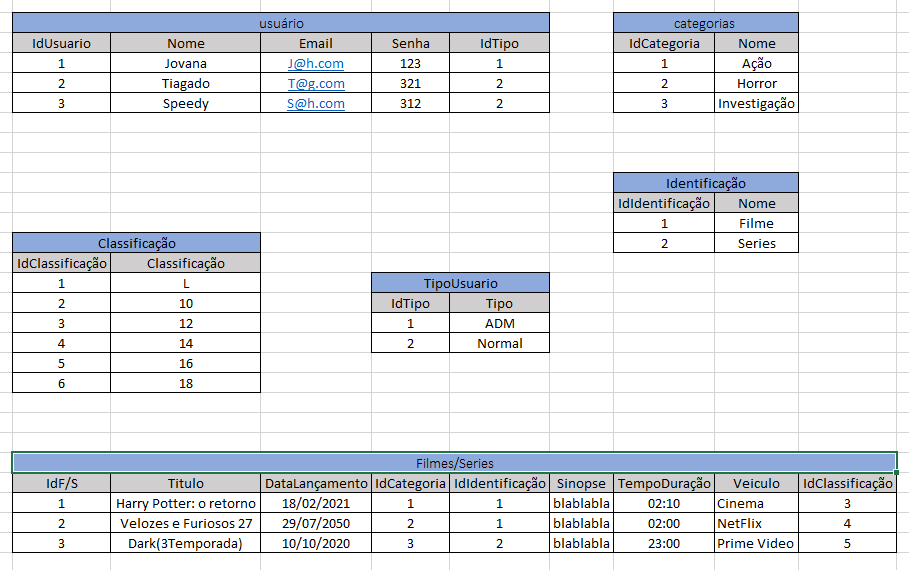 usuário
IdUsuario Nome Email Senha IdTipo
1 Jovana J@h.com 123 1
2 Tiagado T@g.com 321 2
3 Speedy S@h.com 312 2
categorias
IdCategoria Nome
1 Ação
2 Horror
3 Investigação
Identificação
IdIdentificação Nome
1 Filme
2 Series
Classificação
IdClassificação Classificação
1 L
2 10
3 12
4 14
5 16
6 18
TipoUsuario
IdTipo Tipo
1 ADM
2 Normal
Filmes/Series
IdF/S Titulo DataLançamento IdCategoria IdIdentificação Sinopse TempoDuração Veiculo IdClassificação
1 Harry Potter: o retorno 18/02/2021 1 1 blablabla 02:10 Cinema 3
2 Velozes e Furiosos 27 29/07/2050 2 1 blablabla 02:00 NetFlix 4
3 Dark(3Temporada) 10/10/2020 3 2 blablabla 23:00 Prime Video 5